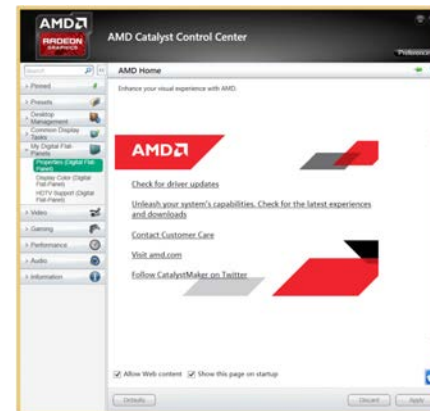 AMD
RADEON
GRAPHICS
AMD Catalyst Control Center
Preferences
Search
AMD Home
Pinned
Presets
Desktop
Management
Common Display
Tasks
My Digital Flat-
Panels
Properties (Digital Flat-
Panel)
Display Color (Digital
Flat-Panel)
HDTV Support (Digital
Flat-Panel)
Video
Gaming
Performance
Audio
Information
Enhance your visual experience with AMD.
AMD
Check for driver updates
Unleash your system's capabilities. Check for the latest experiences
and downloads
Contact Customer Care
Visit amd.com
Follow CatalystMaker on Twitter
Allow Web content
Show this page on startup
Defaults
Discard
Apply